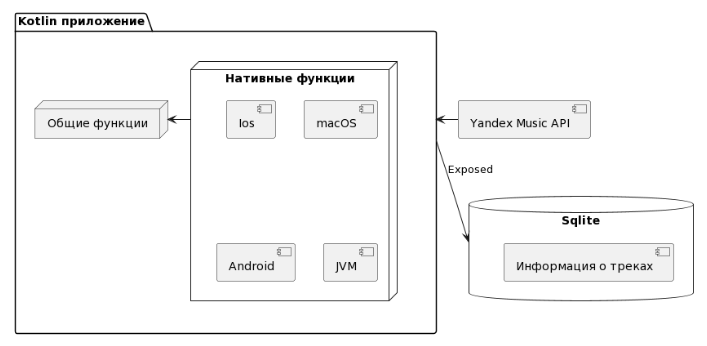 Kotlin приложение
Нативные функции
Общие функции
Ios
macOS
Yandex Music API
Exposed
Sqlite
Android
JVM
Информация о треках